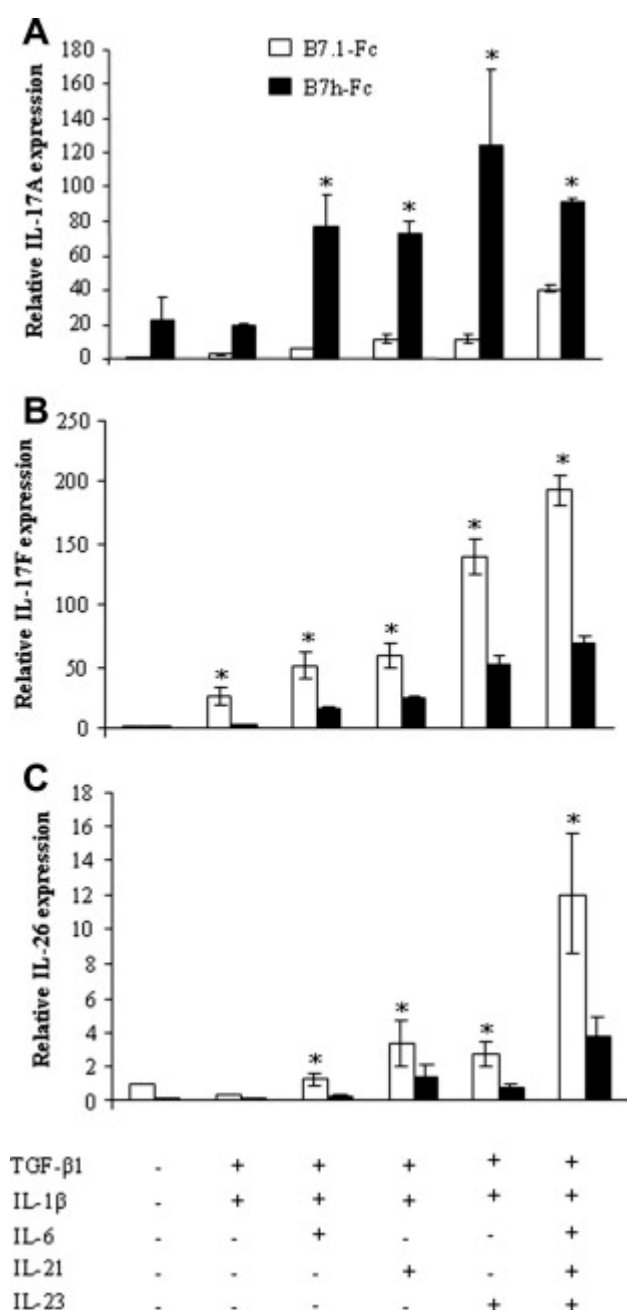 A
B7.1-Fc
B7h-Fc
Relative IL-17A expression
180
160
140
120
100
80
60
40
20
0
* * * *
B
Relative IL-17F expression
250
200
150
100
50
0
* * * * *
C
Relative IL-26 expression
18
16
14
12
10
8
6
4
2
0
* * * *
TGF-β1 - + + + + +
IL-1β - + + + + +
IL-6 - - + - - +
IL-21 - - - + - +
IL-23 - - - - + +